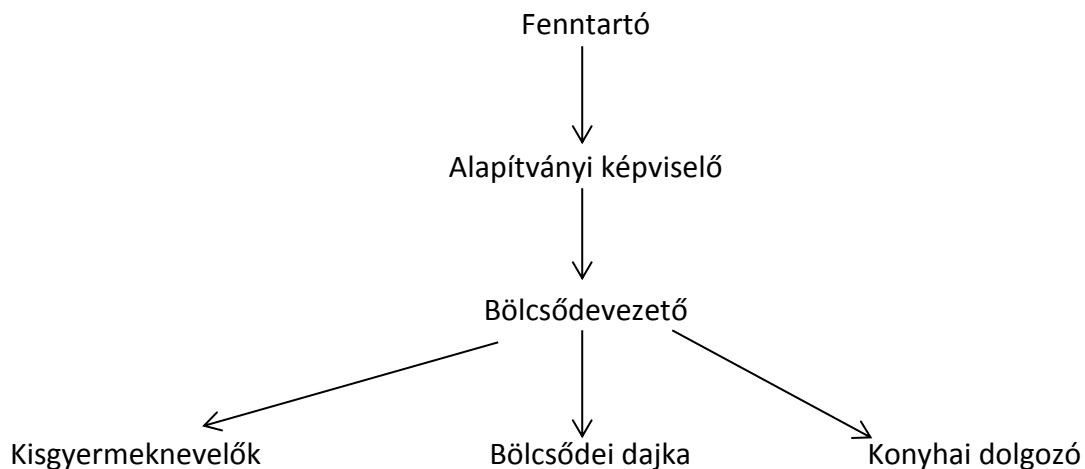 Fenntartó
Alapítványi képviselő
Bölcsődevezető
Kisgyermeknevelők Bölcsődei dajka Konyhai dolgozó